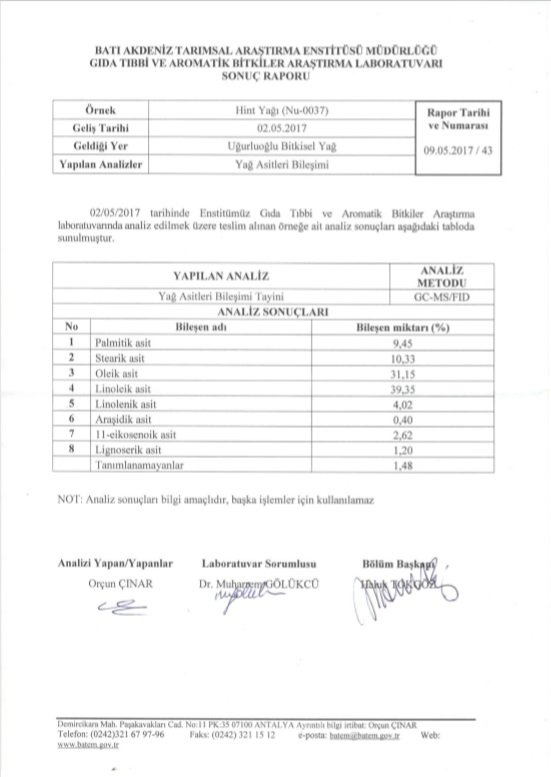 BATI AKDENİZ TARIMSAL ARAŞTIRMA ENSTİTÜSÜ MÜDÜRLÜĞÜ
GIDA TIBBİ VE AROMATİK BİTKİLER ARAŞTIRMA LABORATUVARI
SONUÇ RAPORU
Örnek Hint Yağı (Nu-0037)
Geliş Tarihi 02.05.2017
Geldiği Yer Uğurluoğlu Bitkisel Yağ
Yapılan Analizler Yağ Asitleri Bileşimi
Rapor Tarihi
ve Numarası
09.05.2017 / 43
02/05/2017 tarihinde Enstitümüz Gıda Tıbbi ve Aromatik Bitkiler Araştırma
laboratuvarında analiz edilmek üzere teslim alınan örneğe ait analiz sonuçları aşağıdaki tabloda
sunulmuştur.
YAPILAN ANALİZ ANALİZ
METODU
Yağ Asitleri Bileşimi Tayini GC-MS/FID
ANALİZ SONUÇLARI
No Bileşen adı Bileşen miktarı (%)
1 Palmitik asit 9,45
2 Stearik asit 10,33
3 Oleik asit 31,15
4 Linoleik asit 39,35
5 Linolenik asit 4,02
6 Araşidik asit 0,40
7 11-eikosenoik asit 2,62
8 Lignoserik asit 1,20
Tanımlanamayanlar 1,48
NOT: Analiz sonuçları bilgi amaçlıdır, başka işlemler için kullanılamaz
Analizi Yapan/Yapanlar Laboratuvar Sorumlusu Bölüm Başkanı
Orçun ÇINAR Dr. Muharrem GÖLÜKCÜ Haluk TOKGÖZ
Demircikara Mah. Paşakavakları Cad. No:11 PK:35 07100 ANTALYA Ayrıntılı bilgi irtibat: Orçun ÇINAR
Telefon: (0242)321 67 97-96 Faks: (0242) 321 15 12 e-posta: batem@batem.gov.tr Web:
www.batem.gov.tr